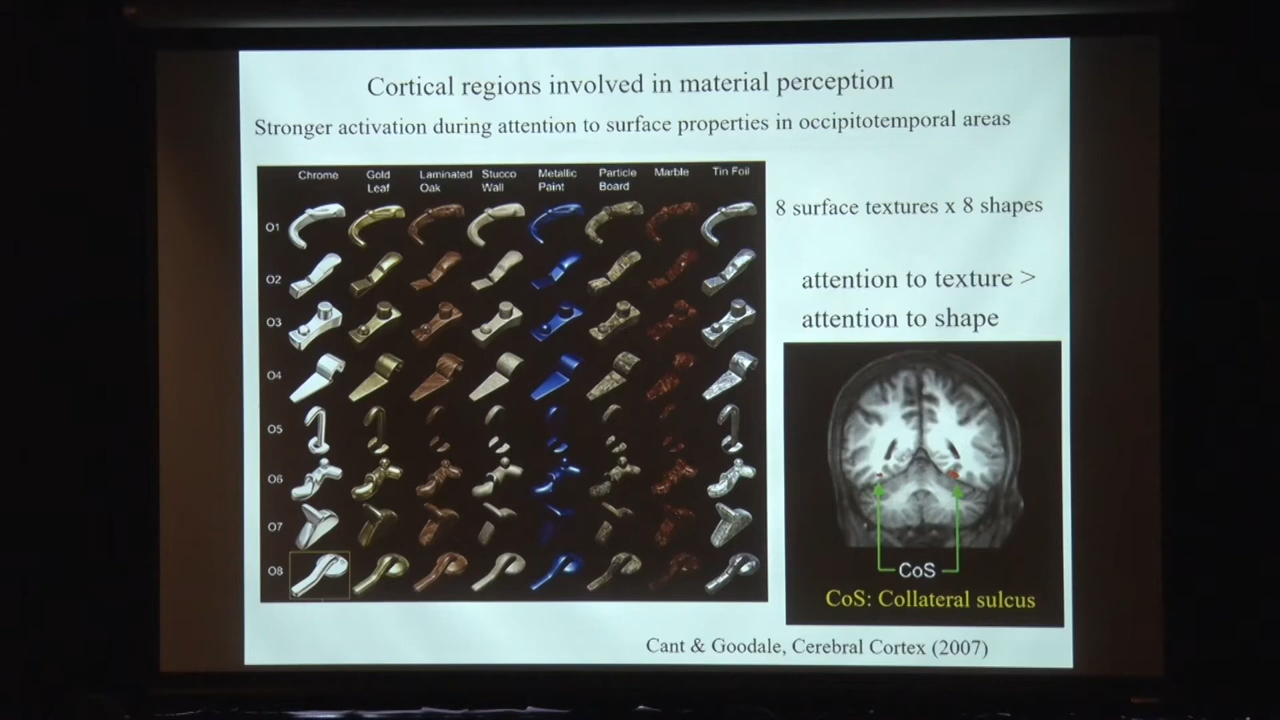 Cortical regions involved in material perception
Stronger activation during attention to surface properties in occipitotemporal areas
Chrome
Gold
Leaf
Laminated
Oak
Stucco
Wall
Metallic
Paint
Particle
Board
Marble
Tin Foil
O1
O2
O3
O4
O5
O6
O7
O8
8 surface textures x 8 shapes
attention to texture >
attention to shape
CoS
CoS: Collateral sulcus
Cant & Goodale, Cerebral Cortex (2007)